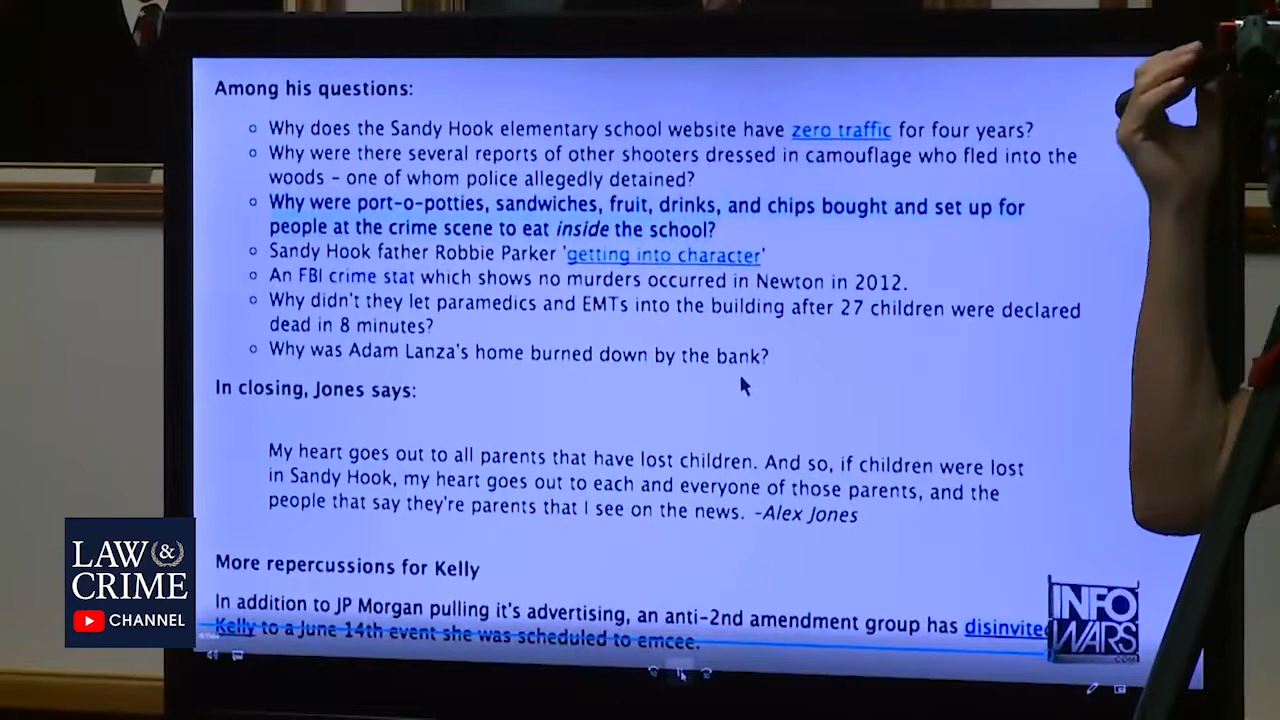 Among his questions:
Why does the Sandy Hook elementary school website have zero traffic for four years?
Why were there several reports of other shooters dressed in camouflage who fled into the
woods – one of whom police allegedly detained?
Why were port-o-potties, sandwiches, fruit, drinks, and chips bought and set up for
people at the crime scene to eat inside the school?
Sandy Hook father Robbie Parker 'getting into character'
An FBI crime stat which shows no murders occurred in Newton in 2012.
Why didn't they let paramedics and EMTs into the building after 27 children were declared
dead in 8 minutes?
Why was Adam Lanza's home burned down by the bank?
In closing, Jones says:
My heart goes out to all parents that have lost children. And so, if children were lost
in Sandy Hook, my heart goes out to each and everyone of those parents, and the
people that say they're parents that I see on the news. -Alex Jones
More repercussions for Kelly
In addition to JP Morgan pulling it's advertising, an anti-2nd amendment group has disinvite
Kelly to a June 14th event she was scheduled to emcee.
INFO
WARS
.COM
LAW &
CRIME
CHANNEL